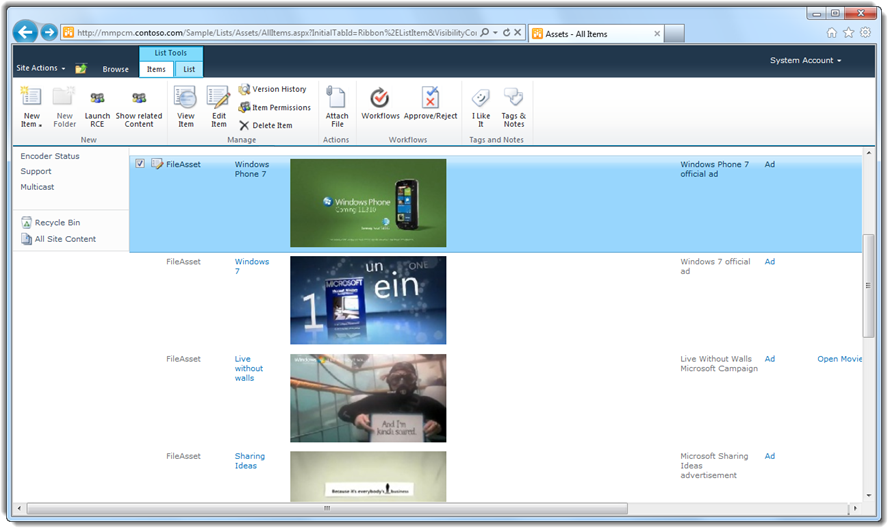 http://mmpcm.contoso.com/Sample/Lists/Assets/AllItems.aspx?InitialTabId=Ribbon%2EListItem&VisibilityCo
Assets - All Items
List Tools
Site Actions
Browse
Items
List
System Account
New Item
New Folder
Launch RCE
Show related Content
View Item
Edit Item
Version History
Item Permissions
Delete Item
Attach File
Workflows
Approve/Reject
I Like It
Tags & Notes
New
Manage
Actions
Workflows
Tags and Notes
Encoder Status
Support
Multicast
Recycle Bin
All Site Content
FileAsset
Windows Phone 7
Windows Phone
Coming 11.2.10
Windows Phone 7 official ad
Ad
FileAsset
Windows 7
un
ONE
ein
1
MICROSOFT
Windows 7 official ad
Ad
FileAsset
Live without walls
And I'm
kinda scared.
Live Without Walls Microsoft Campaign
Ad
Open Movie
FileAsset
Sharing Ideas
Because it's everybody's business
Microsoft Sharing Ideas advertisement
Ad